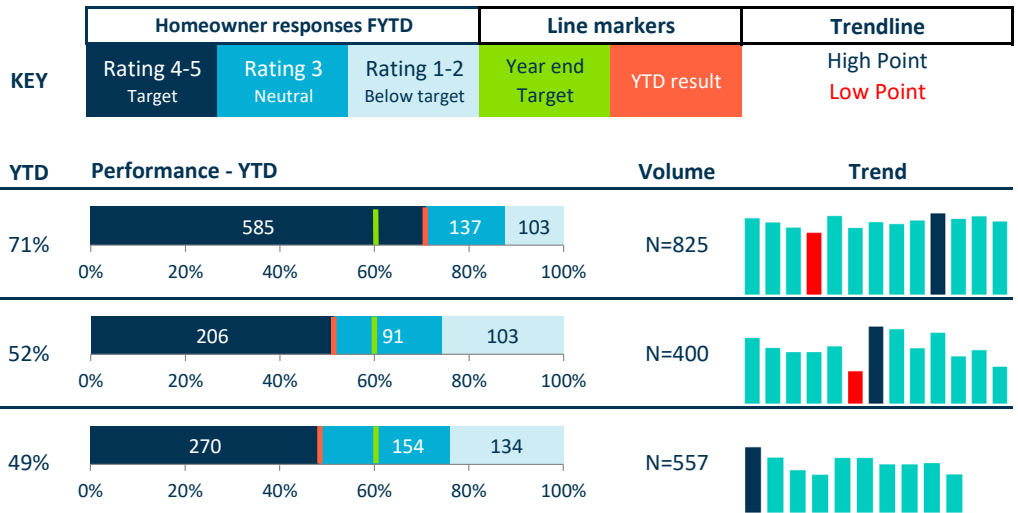 Homeowner responses FYTD Line markers Trendline
KEY Rating 4-5 Rating 3 Rating 1-2 Year end YTD result High Point
Target Neutral Below target Target Low Point
YTD Performance - YTD Volume Trend
585 137 103
71% N=825
0% 20% 40% 60% 80% 100%
206 91 103
52% N=400
0% 20% 40% 60% 80% 100%
270 154 134
49% N=557
0% 20% 40% 60% 80% 100%